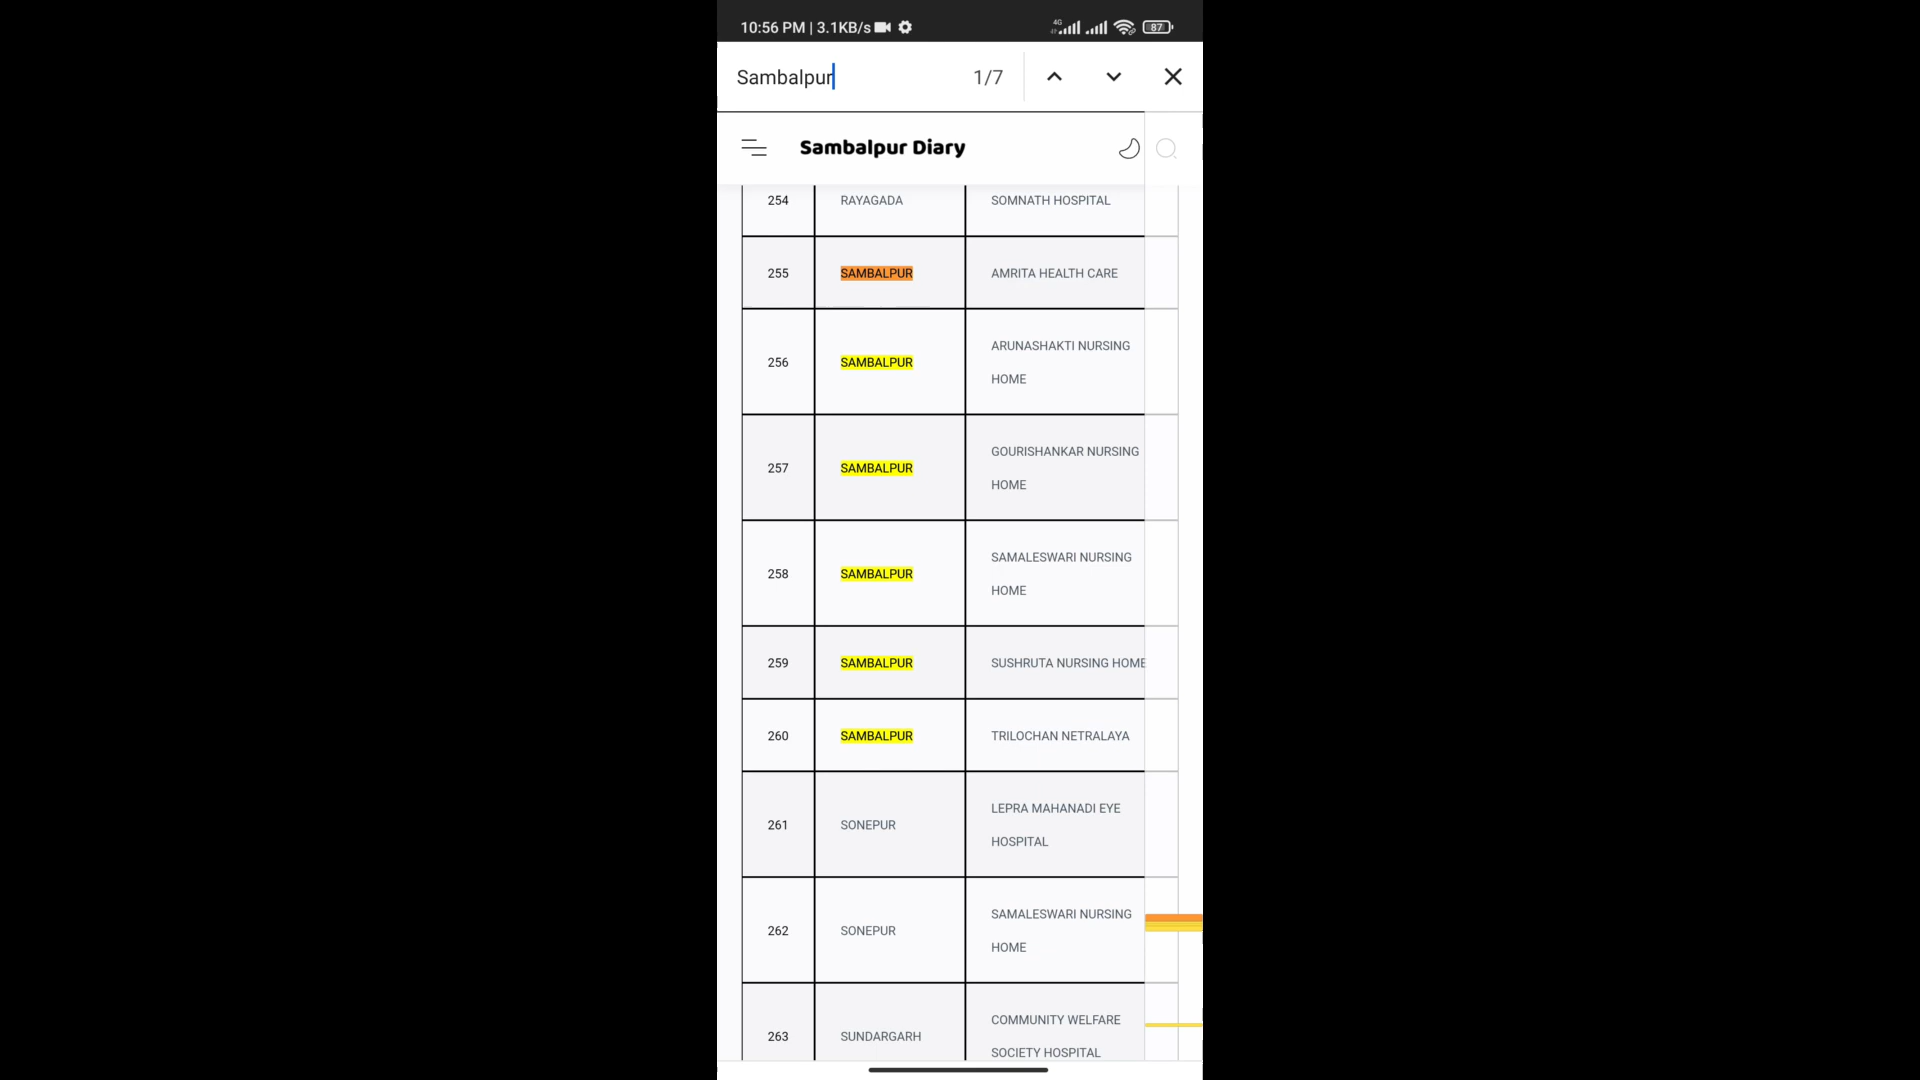 10:56 PM | 3.1KB/s 4G 87
Sambalpur 1/7
Sambalpur Diary
254 RAYAGADA SOMNATH HOSPITAL
255 SAMBALPUR AMRITA HEALTH CARE
256 SAMBALPUR ARUNASHAKTI NURSING
HOME
257 SAMBALPUR GOURISHANKAR NURSING
HOME
258 SAMBALPUR SAMALESWARI NURSING
HOME
259 SAMBALPUR SUSHRUTA NURSING HOME
260 SAMBALPUR TRILOCHAN NETRALAYA
261 SONEPUR LEPRA MAHANADI EYE
HOSPITAL
262 SONEPUR SAMALESWARI NURSING
HOME
263 SUNDARGARH COMMUNITY WELFARE
SOCIETY HOSPITAL